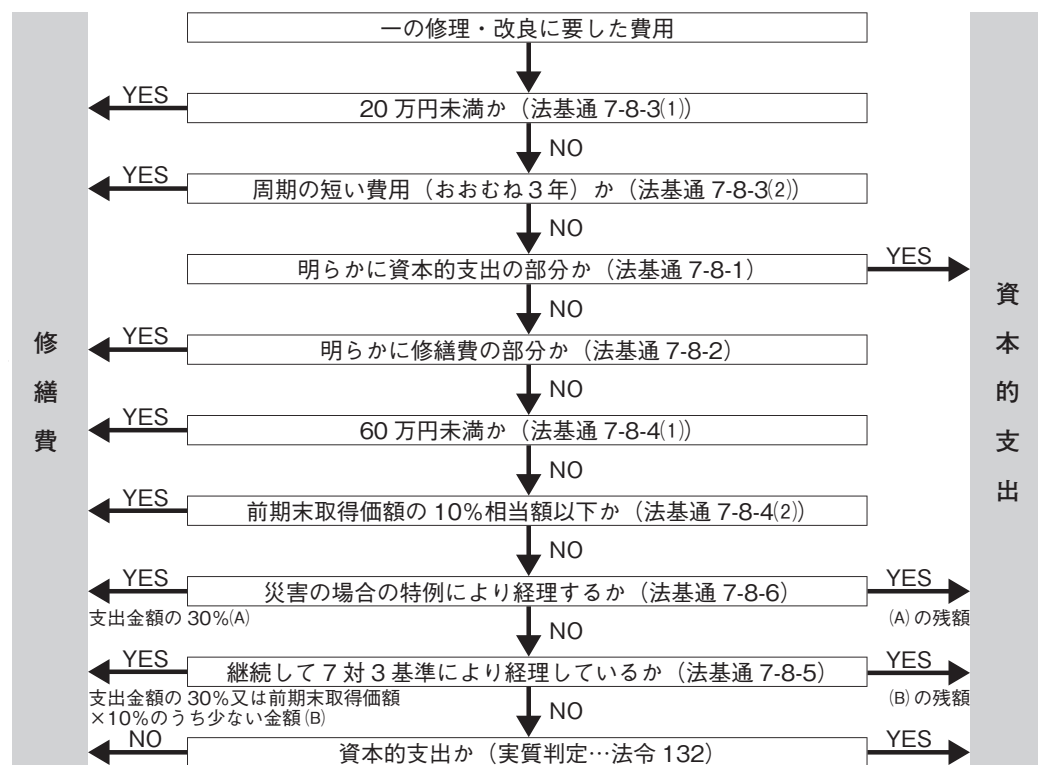 一の修理・改良に要した費用
YES
20万円未満か（法基通 7-8-3⑴）
NO
YES
周期の短い費用（おおむね３年）か（法基通 7-8-3⑵）
NO
明らかに資本的支出の部分か（法基通 7-8-1）
YES
NO
YES
明らかに修繕費の部分か（法基通 7-8-2）
NO
YES
60万円未満か（法基通 7-8-4⑴）
NO
YES
前期末取得価額の 10％相当額以下か（法基通 7-8-4⑵）
NO
YES
災害の場合の特例により経理するか（法基通 7-8-6）
YES
支出金額の 30％(A)
(A) の残額
NO
YES
継続して 7 対 3 基準により経理しているか（法基通 7-8-5）
YES
支出金額の 30％又は前期末取得価額
×10％のうち少ない金額(B)
(B) の残額
NO
NO
資本的支出か（実質判定…法令 132）
YES
修繕費
資本的支出